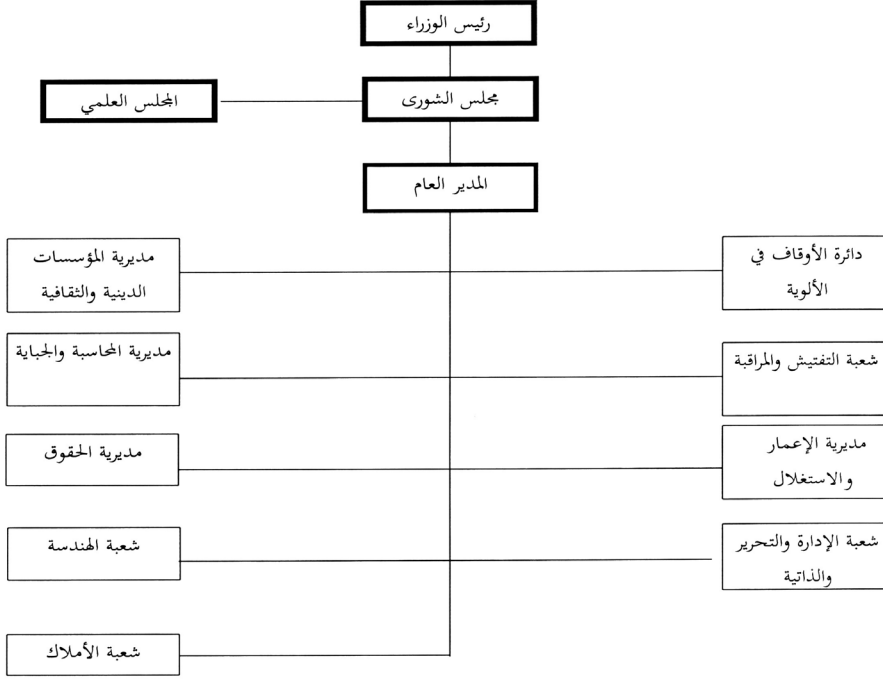 رئيس الوزراء
مجلس الشورى
المجلس العلمي
المدير العام
دائرة الأوقاف في
الألوية
مديرية المؤسسات
الدينية والثقافية
شعبة التفتيش والمراقبة
مديرية المحاسبة والجباية
مديرية الإعمار
والاستغلال
مديرية الحقوق
شعبة الإدارة والتحرير
والذاتية
شعبة الهندسة
شعبة الأملاك